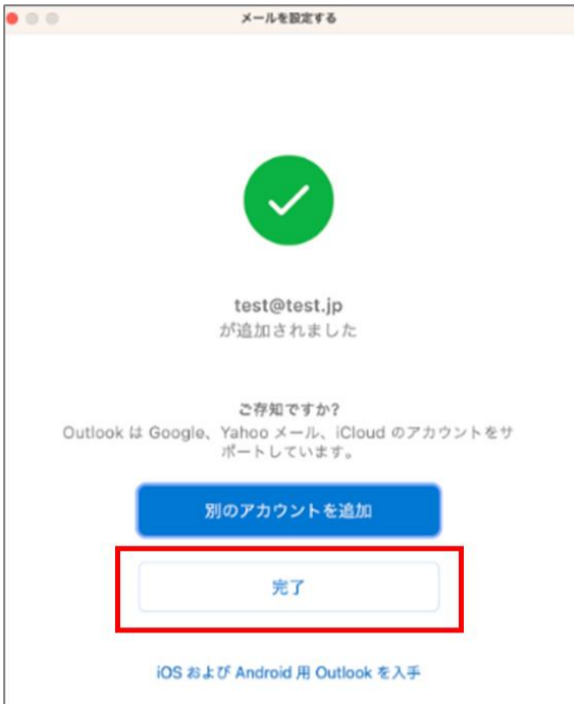 メールを設定する
test@test.jp
が追加されました
ご存知ですか?
Outlook は Google、Yahoo メール、iCloud のアカウントをサ
ポートしています。
別のアカウントを追加
完了
iOS および Android 用 Outlook を入手